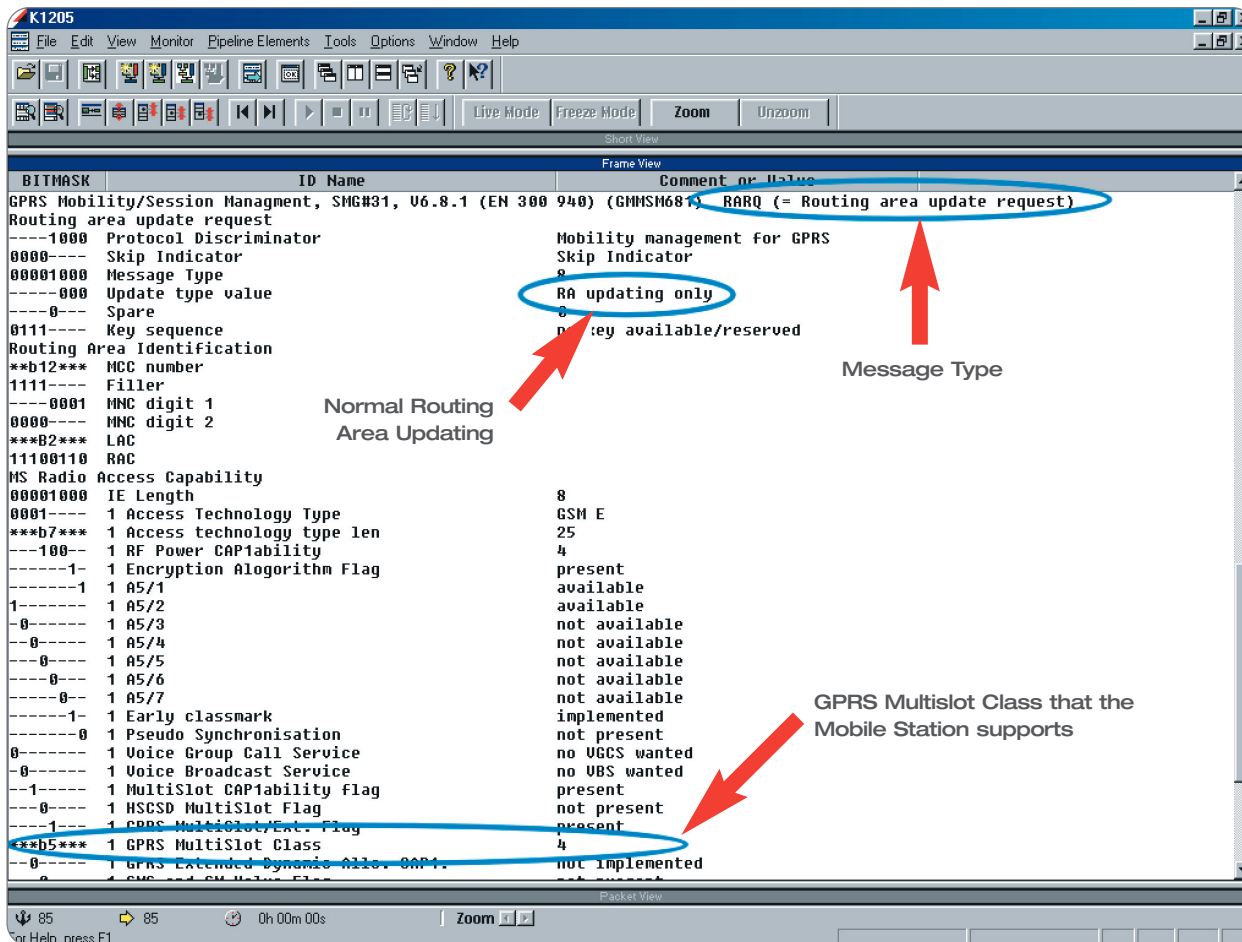 K1205
File Edit View Monitor Pipeline Elements Tools Options Window Help
Live Mode Freeze Mode Zoom Unzoom
Short View
Frame View
BITMASK ID Name Comment or Value
GPRS Mobility/Session Managment, SMG#31, V6.8.1 (EN 300 940) (GMMSM681) RARQ (= Routing area update request)
Routing area update request
----1000 Protocol Discriminator Mobility management for GPRS
0000---- Skip Indicator Skip Indicator
00001000 Message Type 8
-----000 Update type value RA updating only
----0--- Spare 0
0111---- Key sequence no key available/reserved
Routing Area Identification
**b12*** MCC number
Message Type
1111---- Filler
----0001 MNC digit 1
Normal Routing
0000---- MNC digit 2
Area Updating
***B2*** LAC
11100110 RAC
MS Radio Access Capability
00001000 IE Length 8
0001---- 1 Access Technology Type GSM E
***b7*** 1 Access technology type len 25
---100-- 1 RF Power CAP1ability 4
------1- 1 Encryption Alogorithm Flag present
-------1 1 A5/1 available
1------- 1 A5/2 available
-0------ 1 A5/3 not available
--0----- 1 A5/4 not available
---0---- 1 A5/5 not available
----0--- 1 A5/6 not available
-----0-- 1 A5/7 not available
GPRS Multislot Class that the
Mobile Station supports
------1- 1 Early classmark implemented
-------0 1 Pseudo Synchronisation not present
0------- 1 Voice Group Call Service no VGCS wanted
-0------ 1 Voice Broadcast Service no VBS wanted
--1----- 1 MultiSlot CAP1ability flag present
---0---- 1 HSCSD MultiSlot Flag not present
----1--- 1 GPRS MultiSlot/Ext. Flag present
***b5*** 1 GPRS MultiSlot Class 4
--0----- 1 GPRS Extended Dynamic Allo. CAP1. not implemented
1 SMS and SM Value Flag not present
Packet View
85 85 0h 00m 00s Zoom
For Help, press F1